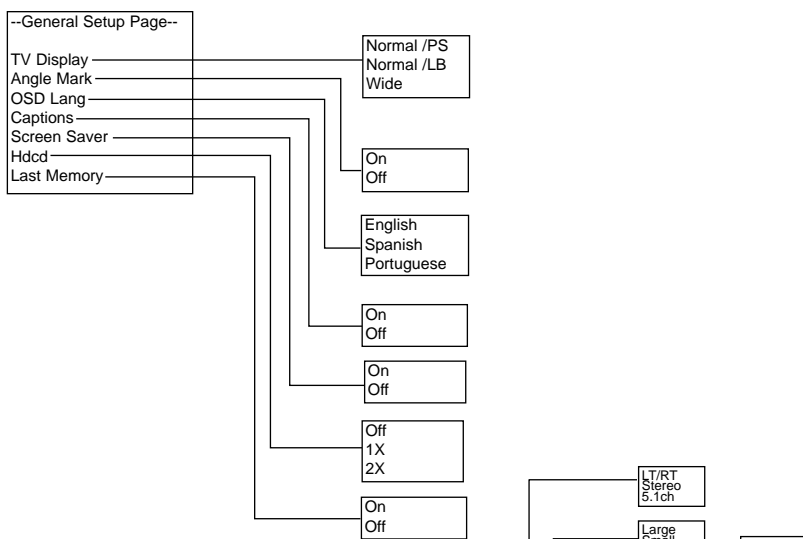 --General Setup Page--
TV Display
Angle Mark
OSD Lang
Captions
Screen Saver
Hdcd
Last Memory
Normal /PS
Normal /LB
Wide
On
Off
English
Spanish
Portuguese
On
Off
On
Off
Off
1X
2X
On
Off
LT/RT
Stereo
5.1ch
Large
Small